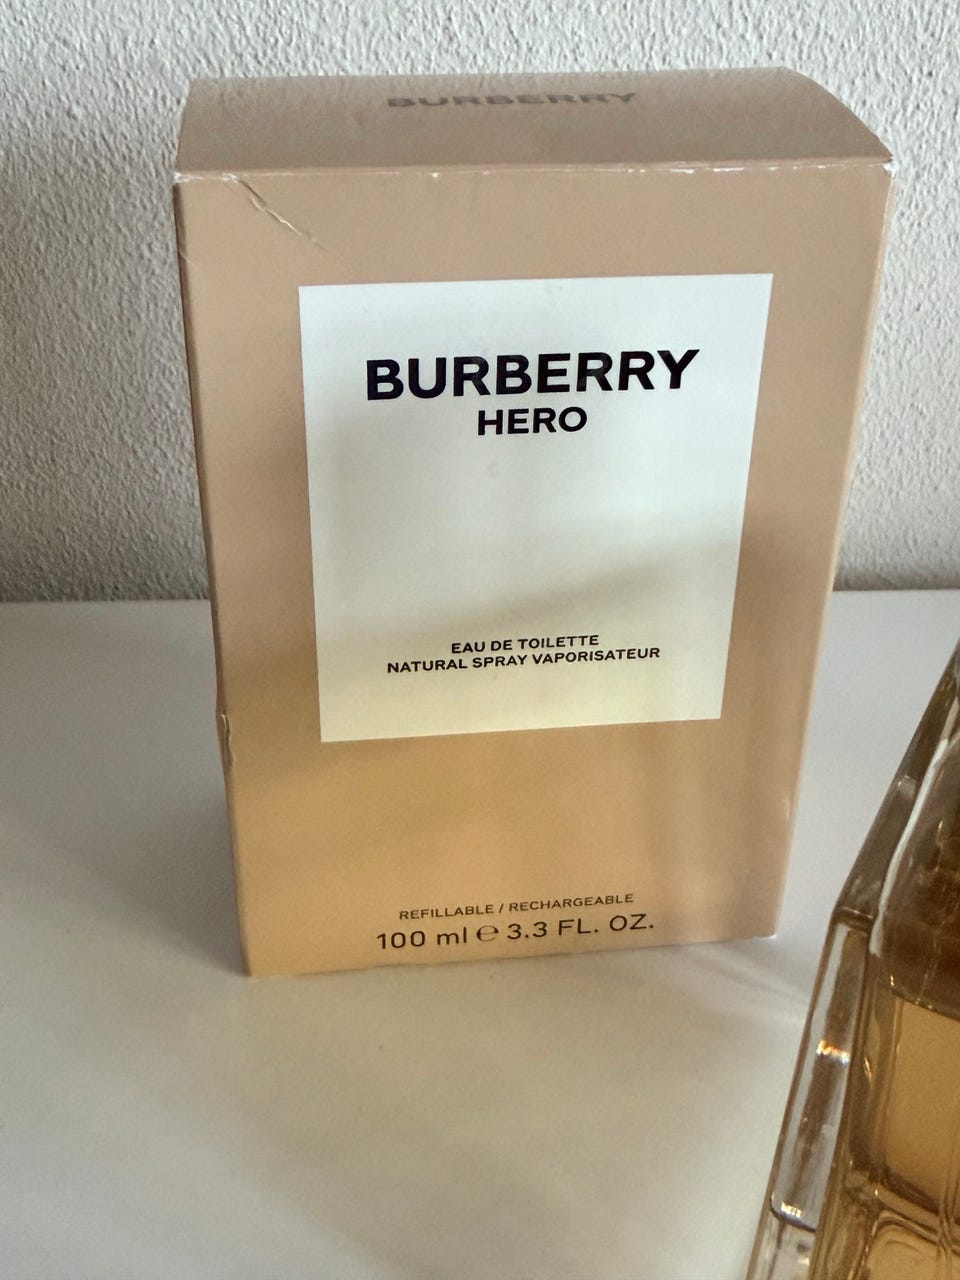 BURBERRY
BURBERRY
HERO
EAU DE TOILETTE
NATURAL SPRAY VAPORISATEUR
REFILLABLE / RECHARGEABLE
100 ml ℮ 3.3 FL. OZ.